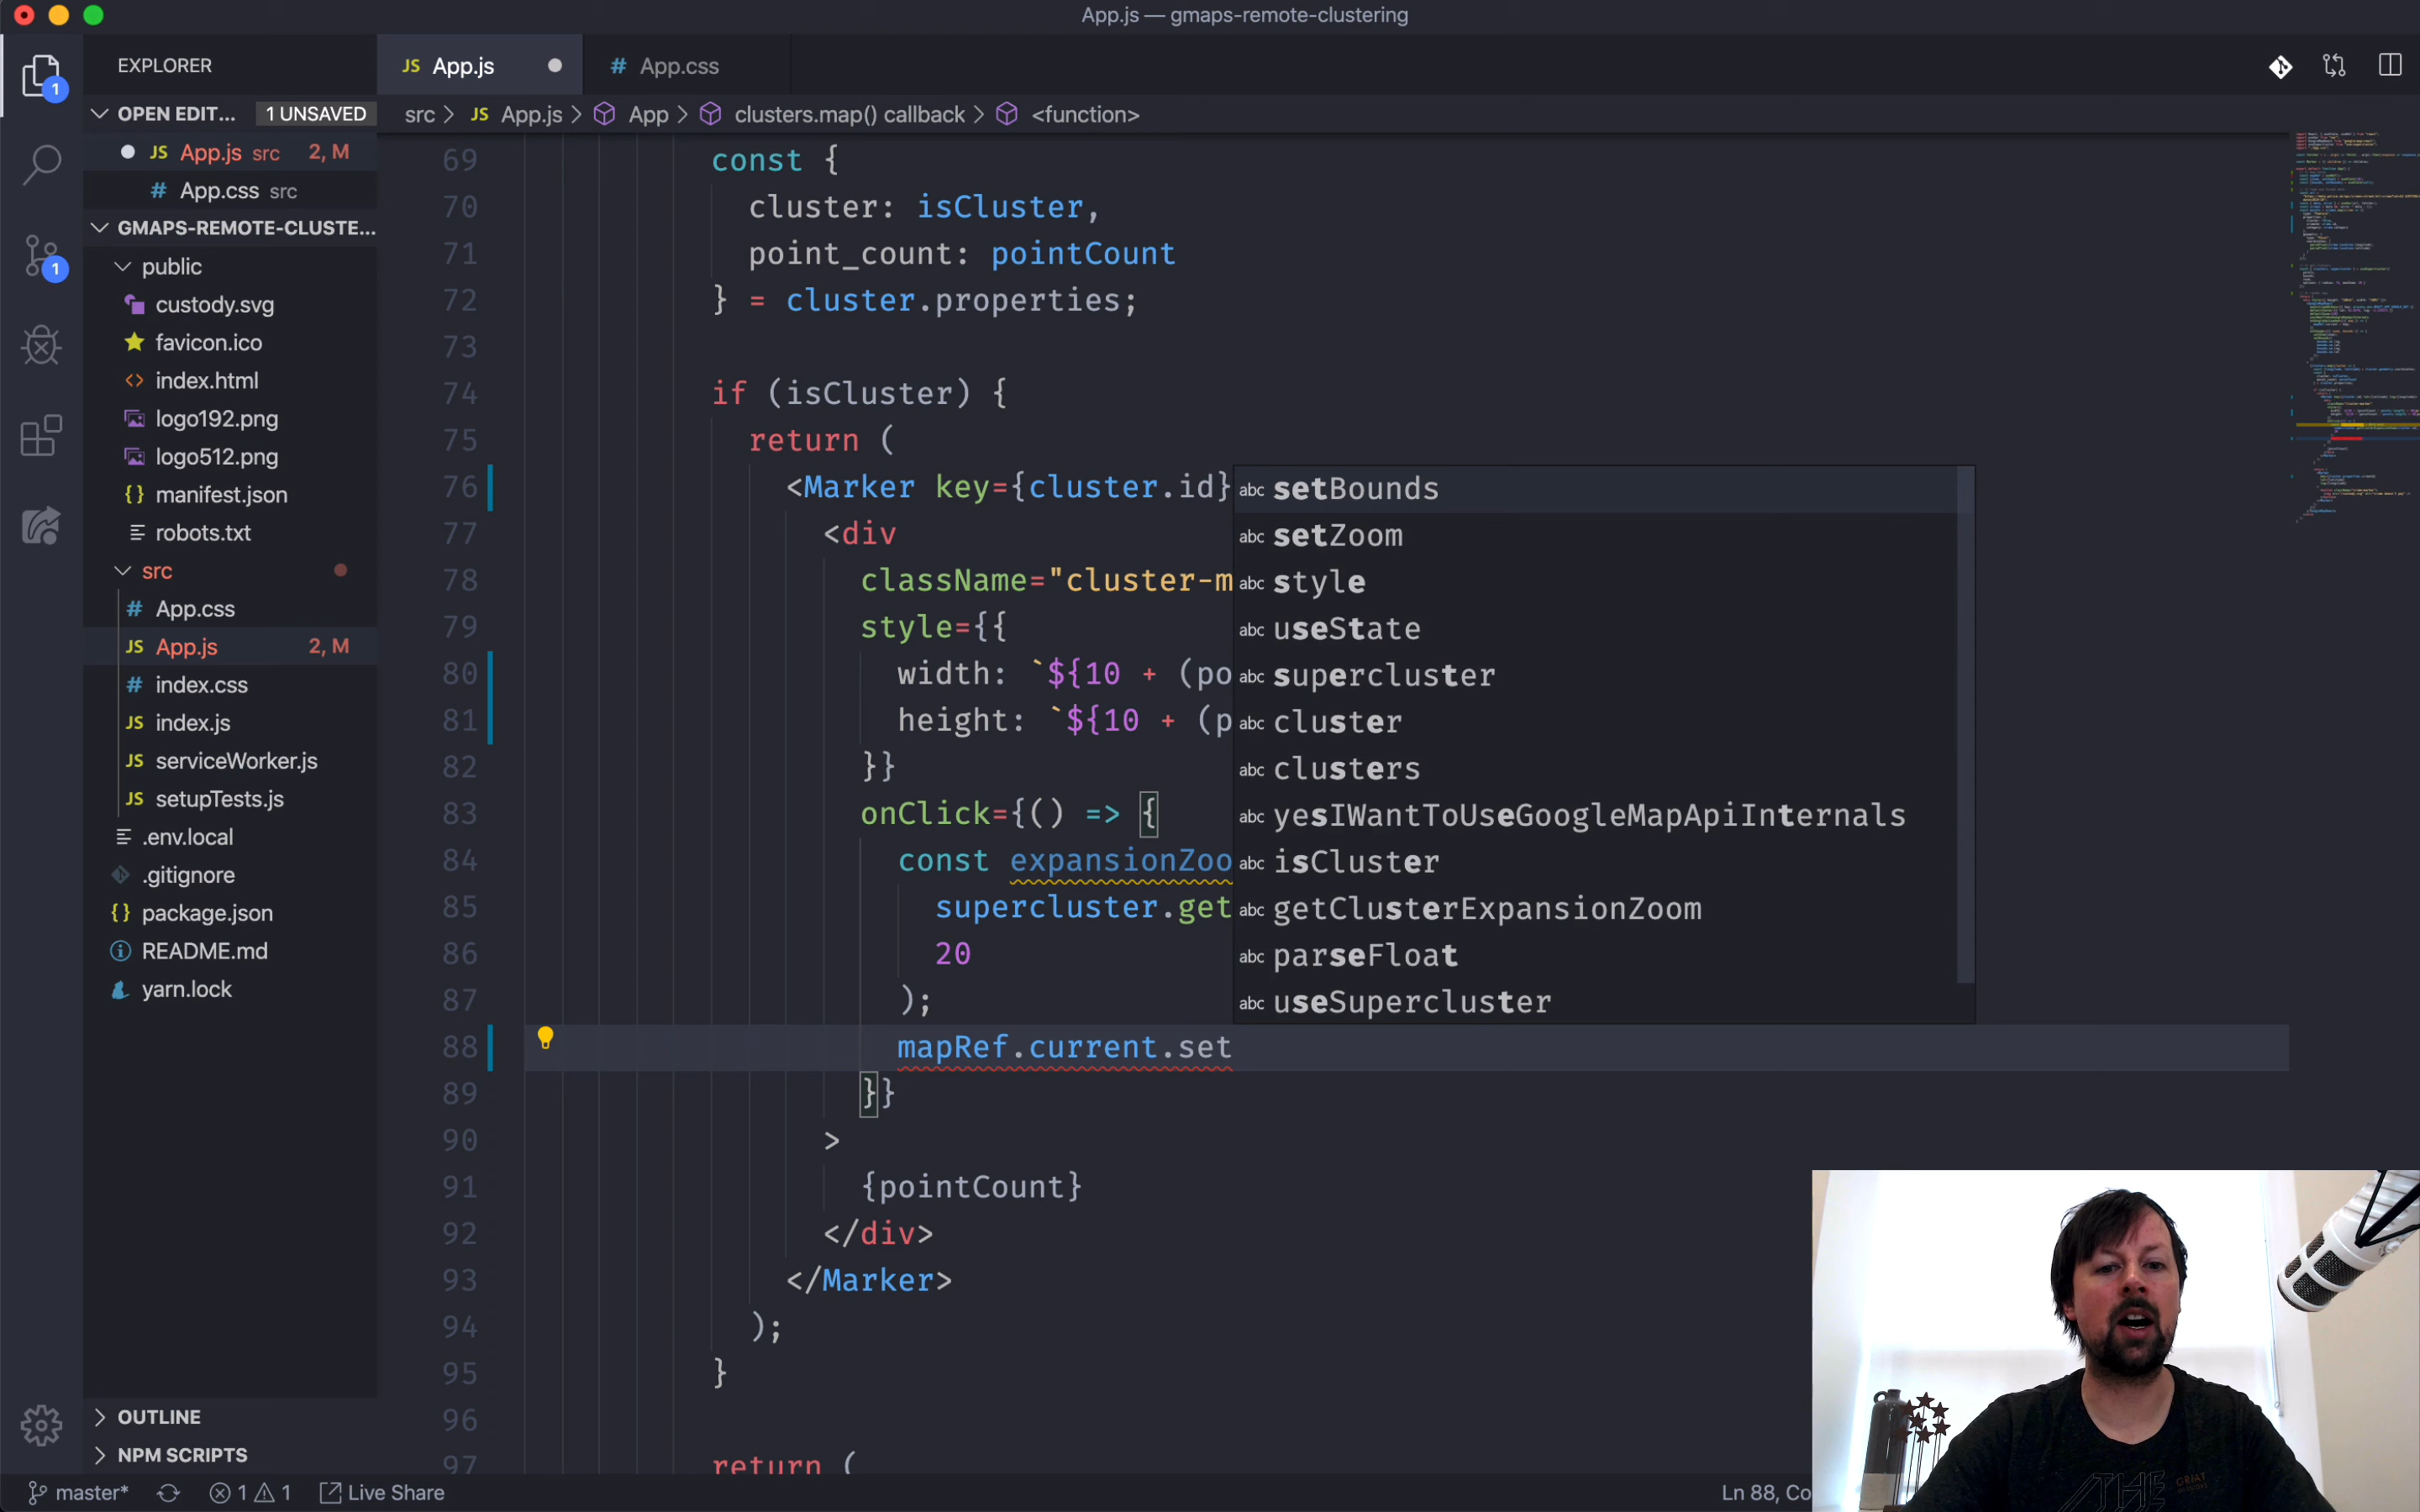 App.js — gmaps-remote-clustering
EXPLORER
JS App.js
# App.css
1
OPEN EDIT... 1 UNSAVED
src > JS App.js > App > clusters.map() callback > <function>
JS App.js src 2, M
# App.css src
GMAPS-REMOTE-CLUSTE...
public
custody.svg
favicon.ico
<> index.html
logo192.png
logo512.png
{} manifest.json
robots.txt
src
# App.css
JS App.js 2, M
# index.css
JS index.js
JS serviceWorker.js
JS setupTests.js
.env.local
.gitignore
{} package.json
README.md
yarn.lock
OUTLINE
NPM SCRIPTS
1
69 const {
70 cluster: isCluster,
71 point_count: pointCount
72 } = cluster.properties;
73
74 if (isCluster) {
75 return (
76 <Marker key={cluster.id}
77 <div
78 className="cluster-m
79 style={{
80 width: `${10 + (po
81 height: `${10 + (p
82 }}
83 onClick={() => {
84 const expansionZoo
85 supercluster.get
86 20
87 );
88 mapRef.current.set
89 }}
90 >
91 {pointCount}
92 </div>
93 </Marker>
94 );
95 }
96
97 return (
abc setBounds
abc setZoom
abc style
abc useState
abc supercluster
abc cluster
abc clusters
abc yesIWantToUseGoogleMapApiInternals
abc isCluster
abc getClusterExpansionZoom
abc parseFloat
abc useSupercluster
master* 1 1 Live Share
Ln 88, Co